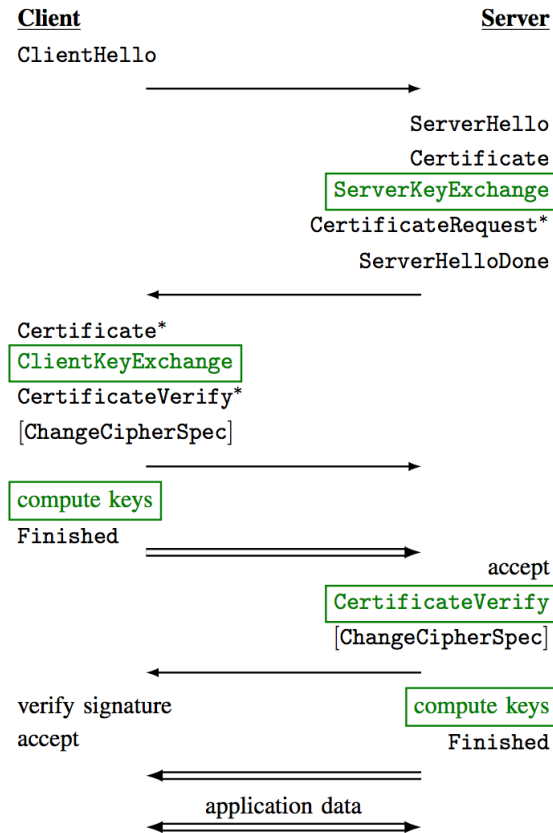 Client
Server
ClientHello
ServerHello
Certificate
ServerKeyExchange
CertificateRequest*
ServerHelloDone
Certificate*
ClientKeyExchange
CertificateVerify*
[ChangeCipherSpec]
compute keys
Finished
accept
CertificateVerify
[ChangeCipherSpec]
verify signature
compute keys
accept
Finished
application data